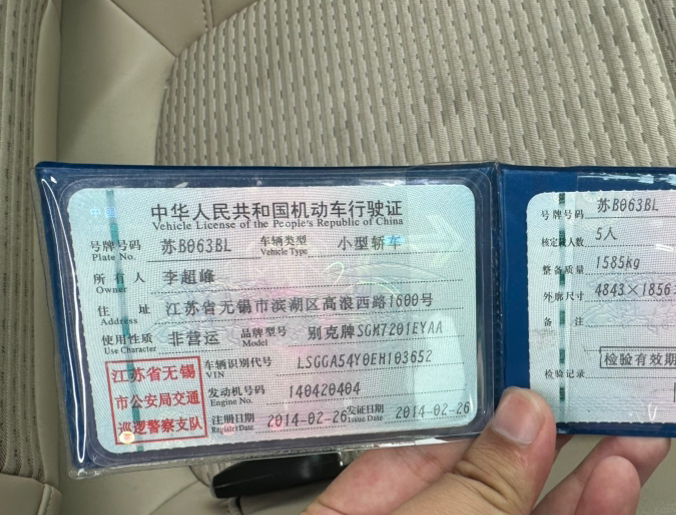 中华人民共和国机动车行驶证
Vehicle License of the People's Republic of China
号牌号码 苏B063BL 车辆类型 小型轿车
Plate No. Vehicle Type
所有人 李超峰
Owner
住址 江苏省无锡市滨湖区高浪西路1600号
Address
使用性质 非营运 品牌型号 别克牌SGM7201EYAA
Use Character Model
江苏省无锡
市公安局交通
巡逻警察支队
车辆识别代号 LSGGA54Y0EH103652
VIN
发动机号码 140420404
Engine No.
注册日期 2014-02-26 发证日期 2014-02-26
Register Date Issue Date
号牌号码 苏B063BL
核定载人数 5人
整备质量 1585kg
外廓尺寸 4843×1856
备注
检验有效期
检验记录